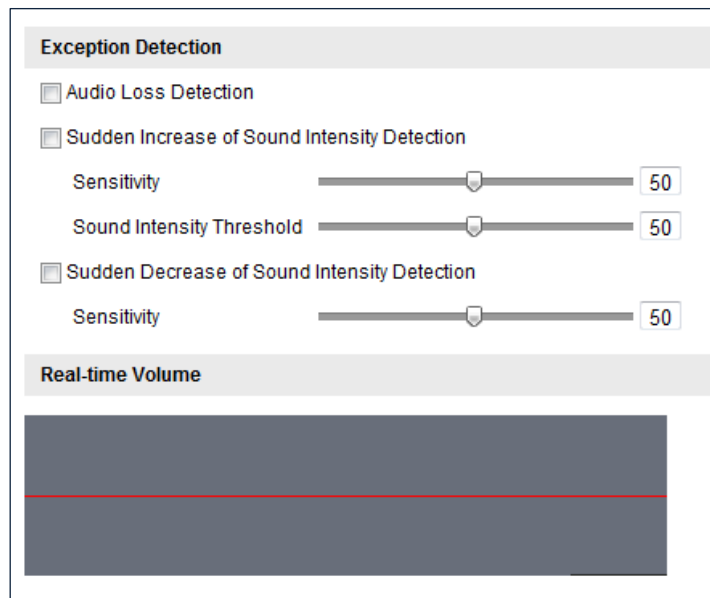 Exception Detection
Audio Loss Detection
Sudden Increase of Sound Intensity Detection
Sensitivity 50
Sound Intensity Threshold 50
Sudden Decrease of Sound Intensity Detection
Sensitivity 50
Real-time Volume